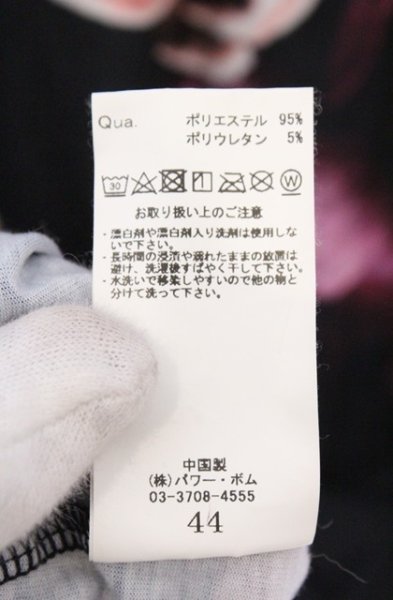 Qua. ポリエステル 95%
ポリウレタン 5%
30 W
お取り扱い上のご注意
・漂白剤や漂白剤入り洗剤は使用しな
いで下さい。
・長時間の浸漬や濡れたままの放置は
避け、洗濯後すばやく干して下さい。
・水洗いで移染しやすいので他の物と
分けて洗って下さい。
中国製
(株)パワー・ボム
03-3708-4555
44